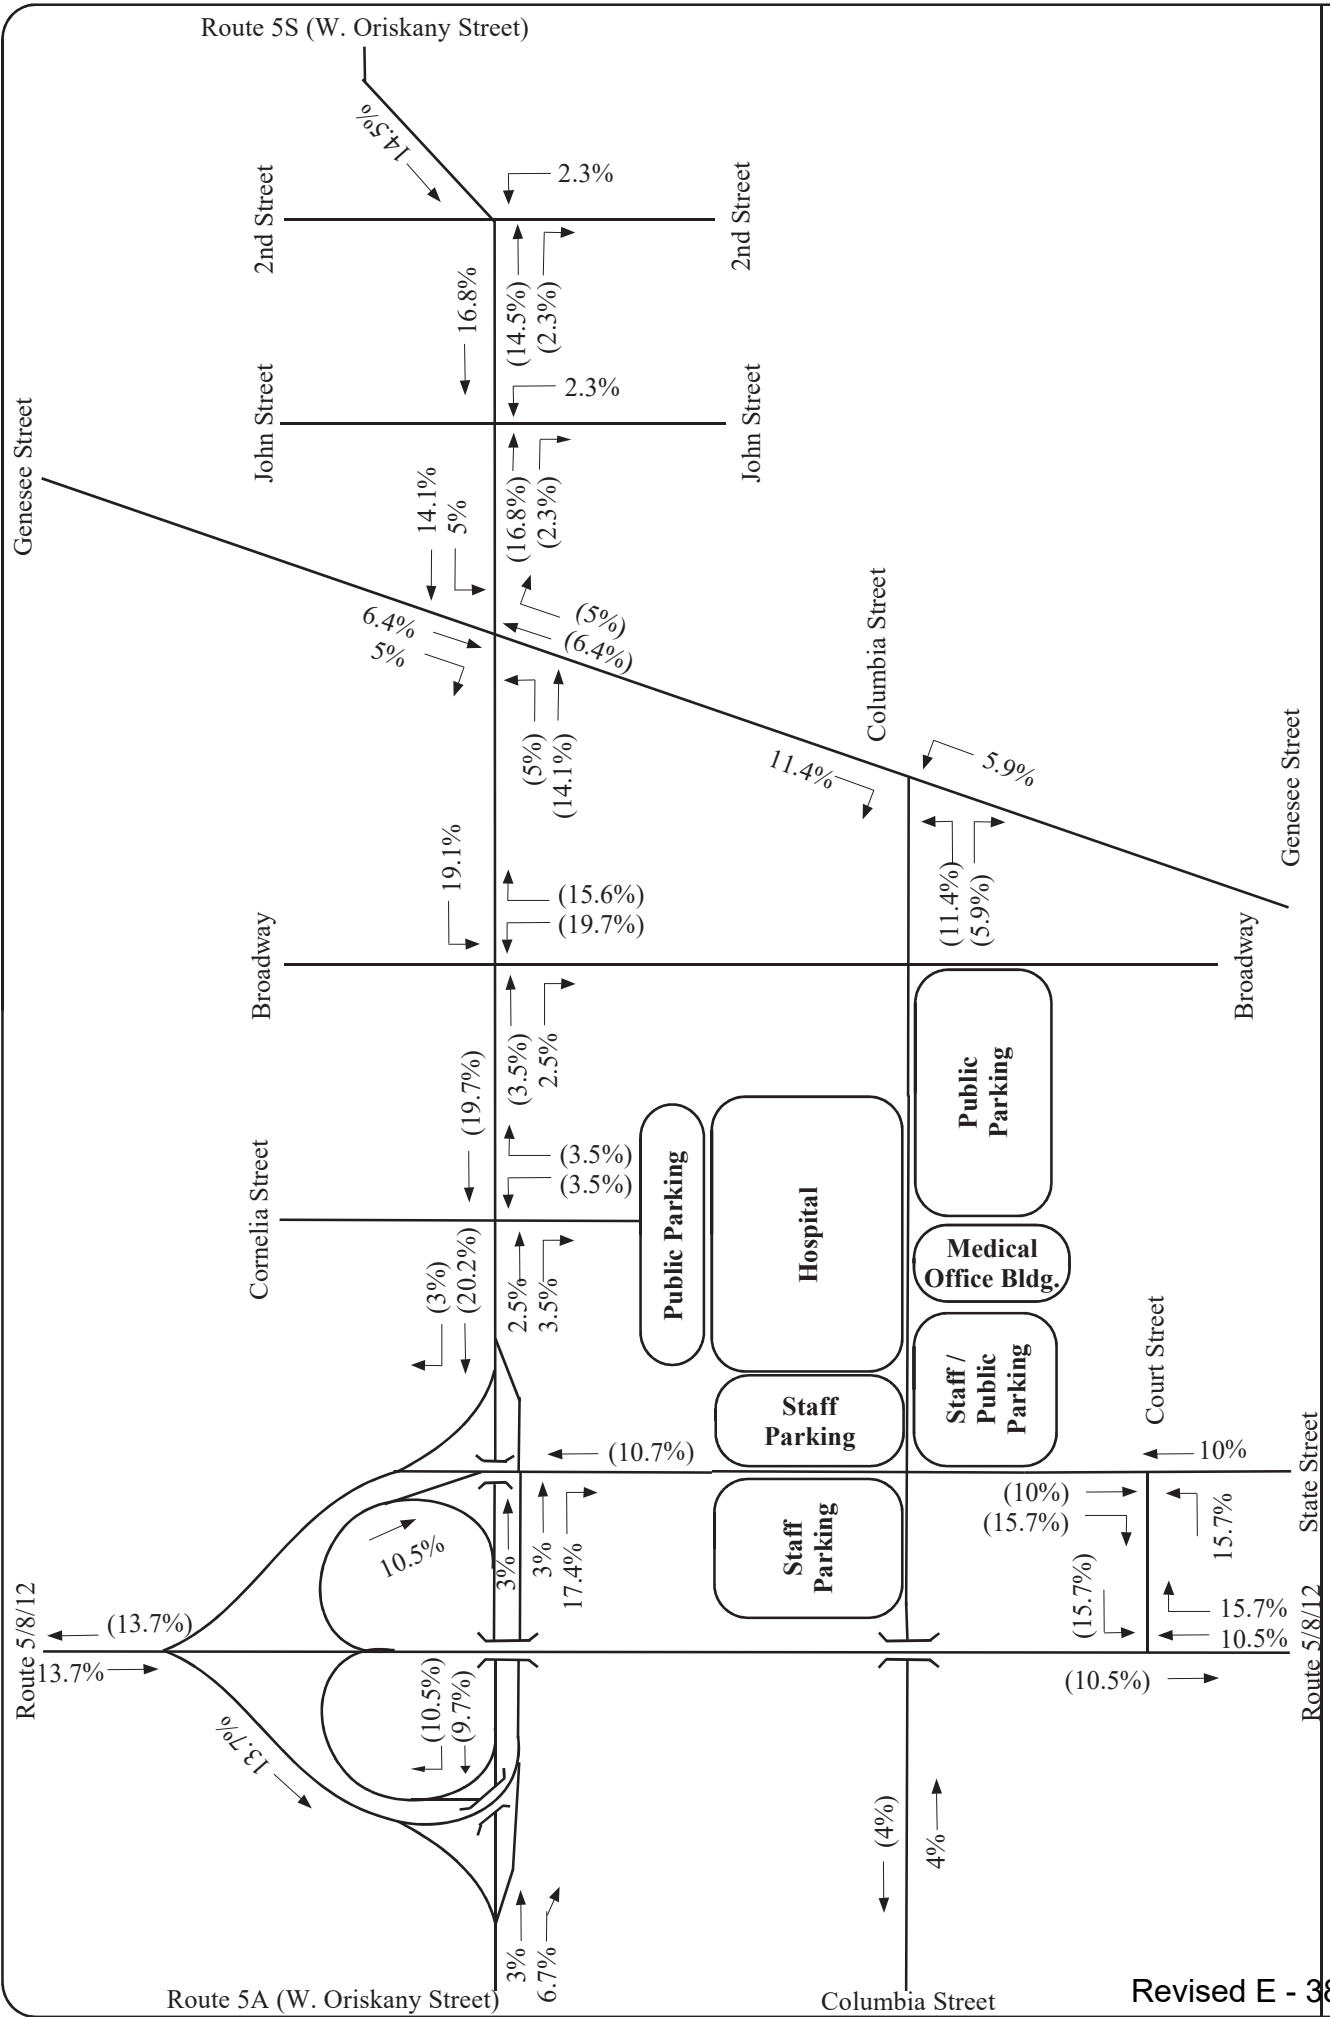 Route 5S (W. Oriskany Street)
14.5%
2.3%
2nd Street
2nd Street
16.8%
(14.5%)
(2.3%)
2.3%
John Street
John Street
Genesee Street
14.1%
5%
(16.8%)
(2.3%)
6.4%
5%
(5%)
(6.4%)
(5%)
(14.1%)
Columbia Street
11.4%
5.9%
Genesee Street
19.1%
(15.6%)
(19.7%)
(11.4%)
(5.9%)
Broadway
Broadway
(19.7%)
(3.5%)
2.5%
Public
Parking
(3.5%)
(3.5%)
Cornelia Street
Public Parking
Hospital
Medical
Office Bldg.
(3%)
(20.2%)
2.5%
3.5%
Staff /
Public
Parking
Court Street
Staff
Parking
(10.7%)
10%
State Street
10.5%
3%
3%
17.4%
Staff
Parking
(10%)
(15.7%)
15.7%
Route 5/8/12
(13.7%)
13.7%
(15.7%)
15.7%
10.5%
(10.5%)
Route 5/8/12
13.7%
(10.5%)
(9.7%)
(4%)
4%
3%
6.7%
Route 5A (W. Oriskany Street)
Columbia Street
Revised E - 38